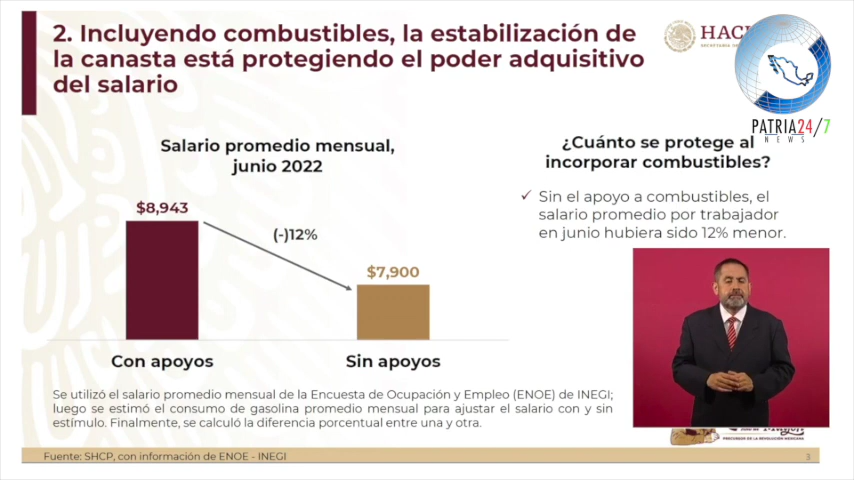 2. Incluyendo combustibles, la estabilización de
la canasta está protegiendo el poder adquisitivo
del salario
PATRIA24/7
NEWS
Salario promedio mensual,
junio 2022
$8,943
(-)12%
$7,900
Con apoyos
Sin apoyos
¿Cuánto se protege al
incorporar combustibles?
✓ Sin el apoyo a combustibles, el
salario promedio por trabajador
en junio hubiera sido 12% menor.
Se utilizó el salario promedio mensual de la Encuesta de Ocupación y Empleo (ENOE) de INEGI;
luego se estimó el consumo de gasolina promedio mensual para ajustar el salario con y sin
estímulo. Finalmente, se calculó la diferencia porcentual entre una y otra.
PRECURSOR DE LA REVOLUCIÓN MEXICANA
Fuente: SHCP, con información de ENOE - INEGI
3